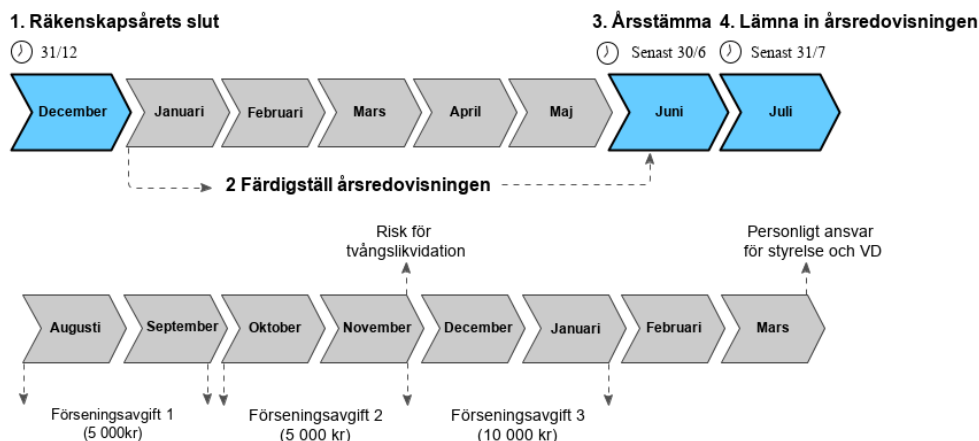 1. Räkenskapsårets slut
3. Årsstämma
4. Lämna in årsredovisningen
31/12
Senast 30/6
Senast 31/7
December
Januari
Februari
Mars
April
Maj
Juni
Juli
2 Färdigställ årsredovisningen
Risk för
tvångslikvidation
Personligt ansvar
för styrelse och VD
Augusti
September
Oktober
November
December
Januari
Februari
Mars
Förseningsavgift 1
(5 000kr)
Förseningsavgift 2
(5 000 kr)
Förseningsavgift 3
(10 000 kr)